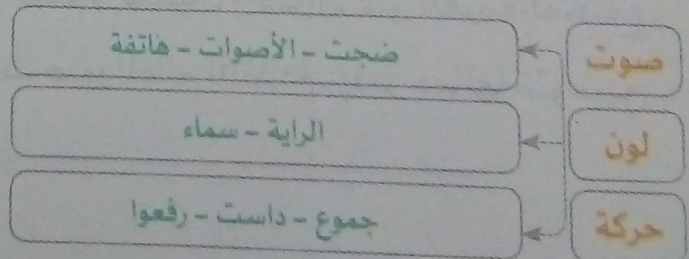 صوت
ضجت - الأصوات - هاتفة
لون
الراية - سماء
حركة
جموع - داست - رفعوا